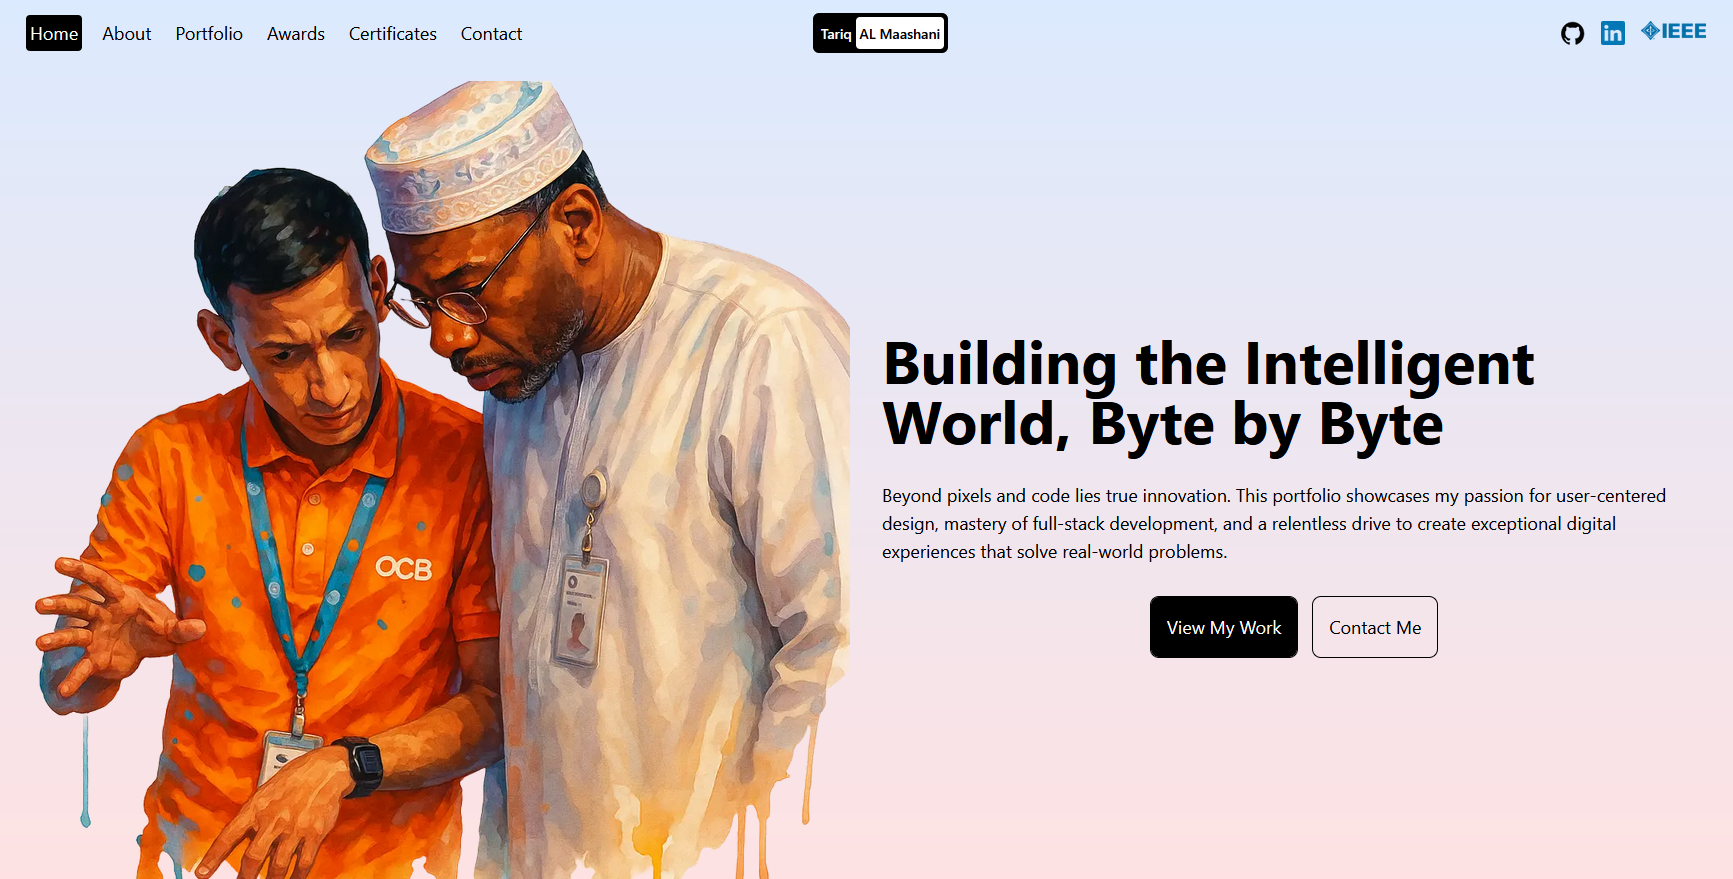 Home About Portfolio Awards Certificates Contact
Tariq AL Maashani
IEEE
Building the Intelligent
World, Byte by Byte
Beyond pixels and code lies true innovation. This portfolio showcases my passion for user-centered
design, mastery of full-stack development, and a relentless drive to create exceptional digital
experiences that solve real-world problems.
View My Work Contact Me
OCB